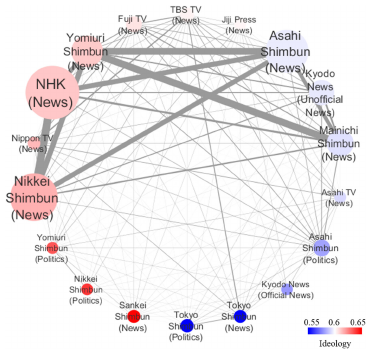 TBS TV
(News)
Fuji TV
(News)
Jiji Press
(News)
Yomiuri
Shimbun
(News)
Asahi
Shimbun
(News)
NHK
(News)
Kyodo
News
(Unofficial
News)
Mainichi
Shimbun
(News)
Nippon TV
(News)
Nikkei
Shimbun
(News)
Asahi TV
(News)
Yomiuri
Shimbun
(Politics)
Asahi
Shimbun
(Politics)
Nikkei
Shimbun
(Politics)
Kyodo News
(Official News)
Sankei
Shimbun
(News)
Tokyo
Shimbun
(Politics)
Tokyo
Shimbun
(News)
0.55 0.6 0.65
Ideology